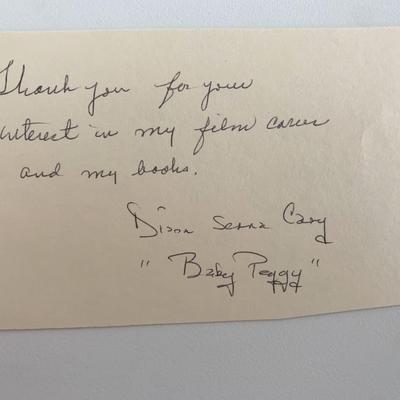 Thank you for your
interest in my film career
and my books.
Diana Serra Cary
"Baby Peggy"